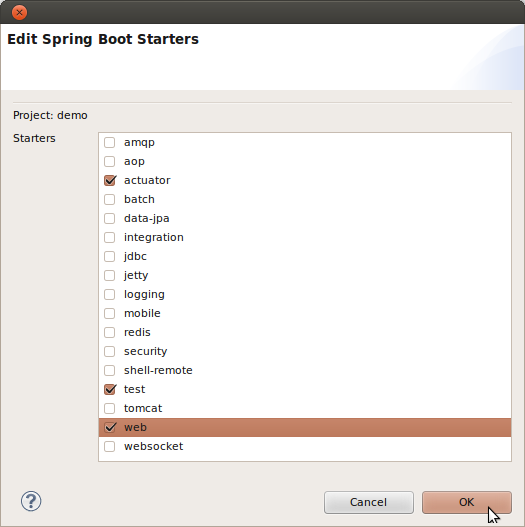 Edit Spring Boot Starters
Project: demo
Starters
amqp
aop
actuator
batch
data-jpa
integration
jdbc
jetty
logging
mobile
redis
security
shell-remote
test
tomcat
web
websocket
?
Cancel
OK